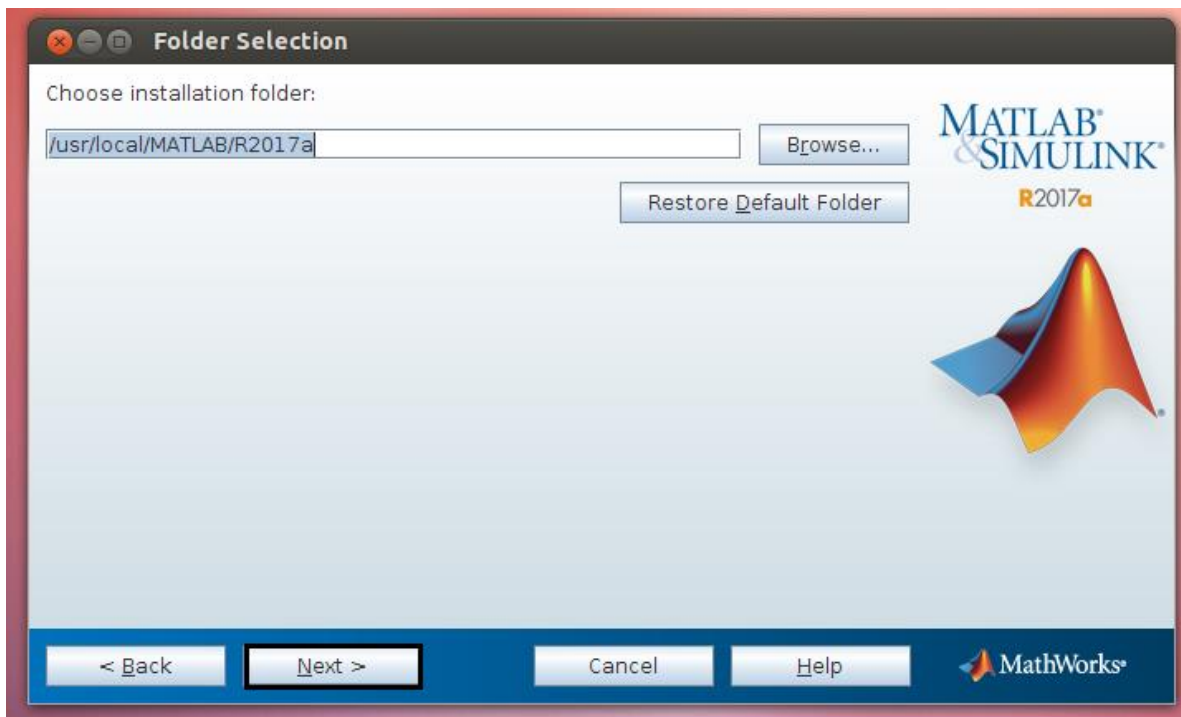 Folder Selection
Choose installation folder:
/usr/local/MATLAB/R2017a
Browse...
Restore Default Folder
MATLAB®
&SIMULINK®
R2017a
< Back
Next >
Cancel
Help
MathWorks®